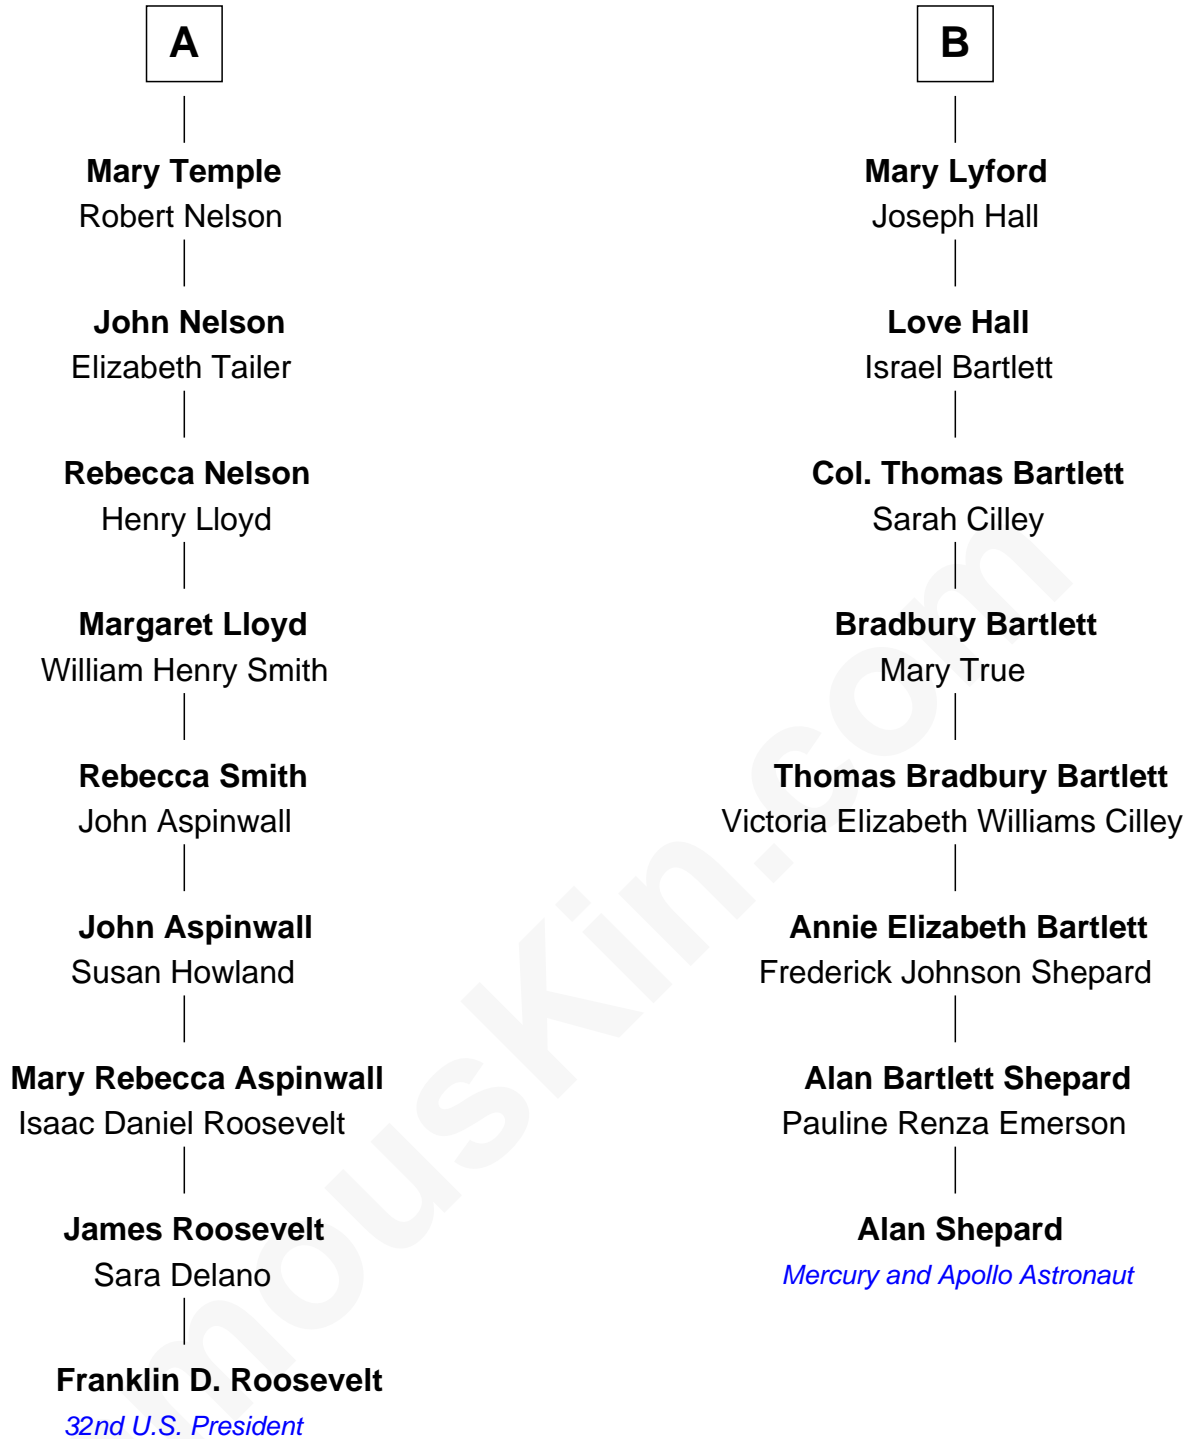 A
Mary Temple
Robert Nelson
John Nelson
Elizabeth Tailer
Rebecca Nelson
Henry Lloyd
Margaret Lloyd
William Henry Smith
Rebecca Smith
John Aspinwall
John Aspinwall
Susan Howland
Mary Rebecca Aspinwall
Isaac Daniel Roosevelt
James Roosevelt
Sara Delano
Franklin D. Roosevelt
32nd U.S. President
B
Mary Lyford
Joseph Hall
Love Hall
Israel Bartlett
Col. Thomas Bartlett
Sarah Cilley
Bradbury Bartlett
Mary True
Thomas Bradbury Bartlett
Victoria Elizabeth Williams Cilley
Annie Elizabeth Bartlett
Frederick Johnson Shepard
Alan Bartlett Shepard
Pauline Renza Emerson
Alan Shepard
Mercury and Apollo Astronaut
mousKin.com